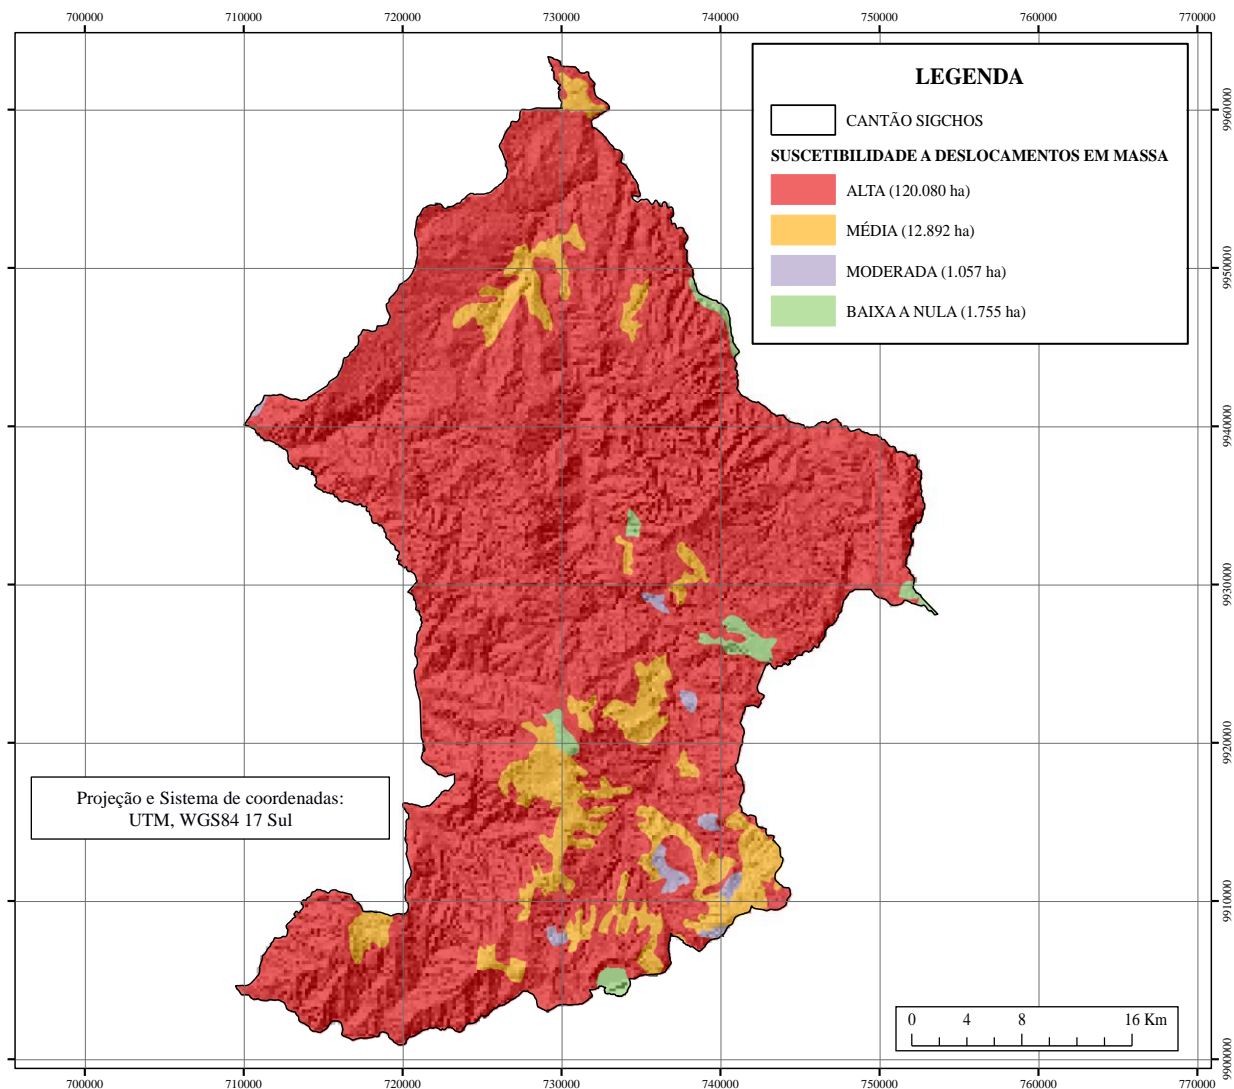 700000 710000 720000 730000 740000 750000 760000 770000
LEGENDA
CANTÃO SIGCHOS
SUSCETIBILIDADE A DESLOCAMENTOS EM MASSA
ALTA (120.080 ha)
MÉDIA (12.892 ha)
MODERADA (1.057 ha)
BAIXA A NULA (1.755 ha)
9960000
9950000
9940000
9930000
9920000
9910000
9900000
Projeção e Sistema de coordenadas:
UTM, WGS84 17 Sul
0 4 8 16 Km
700000 710000 720000 730000 740000 750000 760000 770000